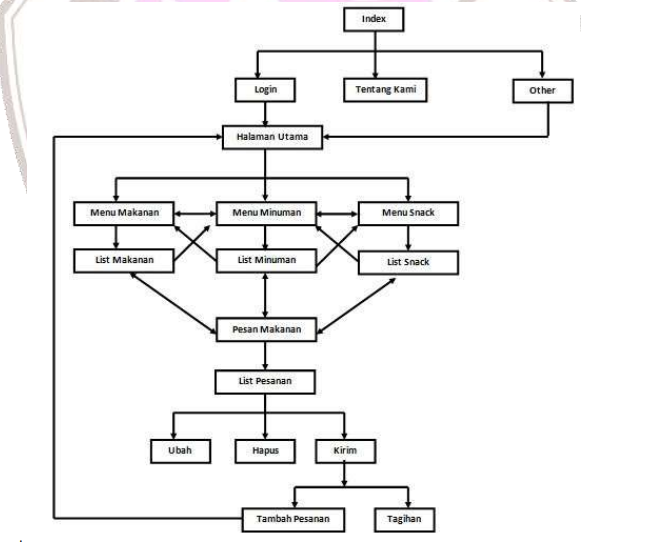 Index
Login
Tentang Kami
Other
Halaman Utama
Menu Makanan
Menu Minuman
Menu Snack
List Makanan
List Minuman
List Snack
Pesan Makanan
List Pesanan
Ubah
Hapus
Kirim
Tambah Pesanan
Tagihan